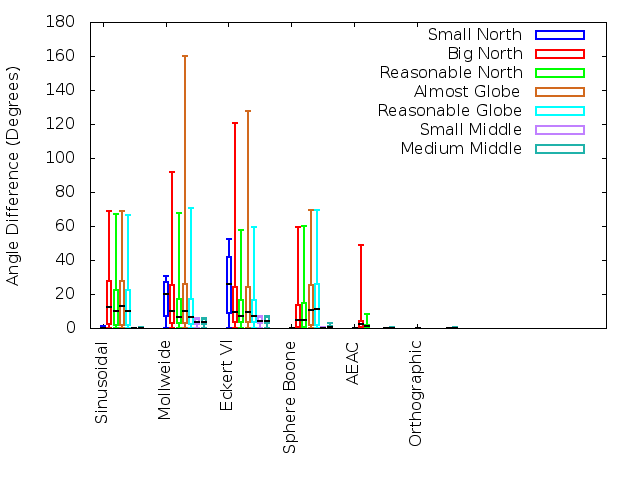 180
160
140
120
100
80
60
40
20
0
Angle Difference (Degrees)
Small North
Big North
Reasonable North
Almost Globe
Reasonable Globe
Small Middle
Medium Middle
Sinusoidal
Mollweide
Eckert VI
Sphere Boone
AEAC
Orthographic